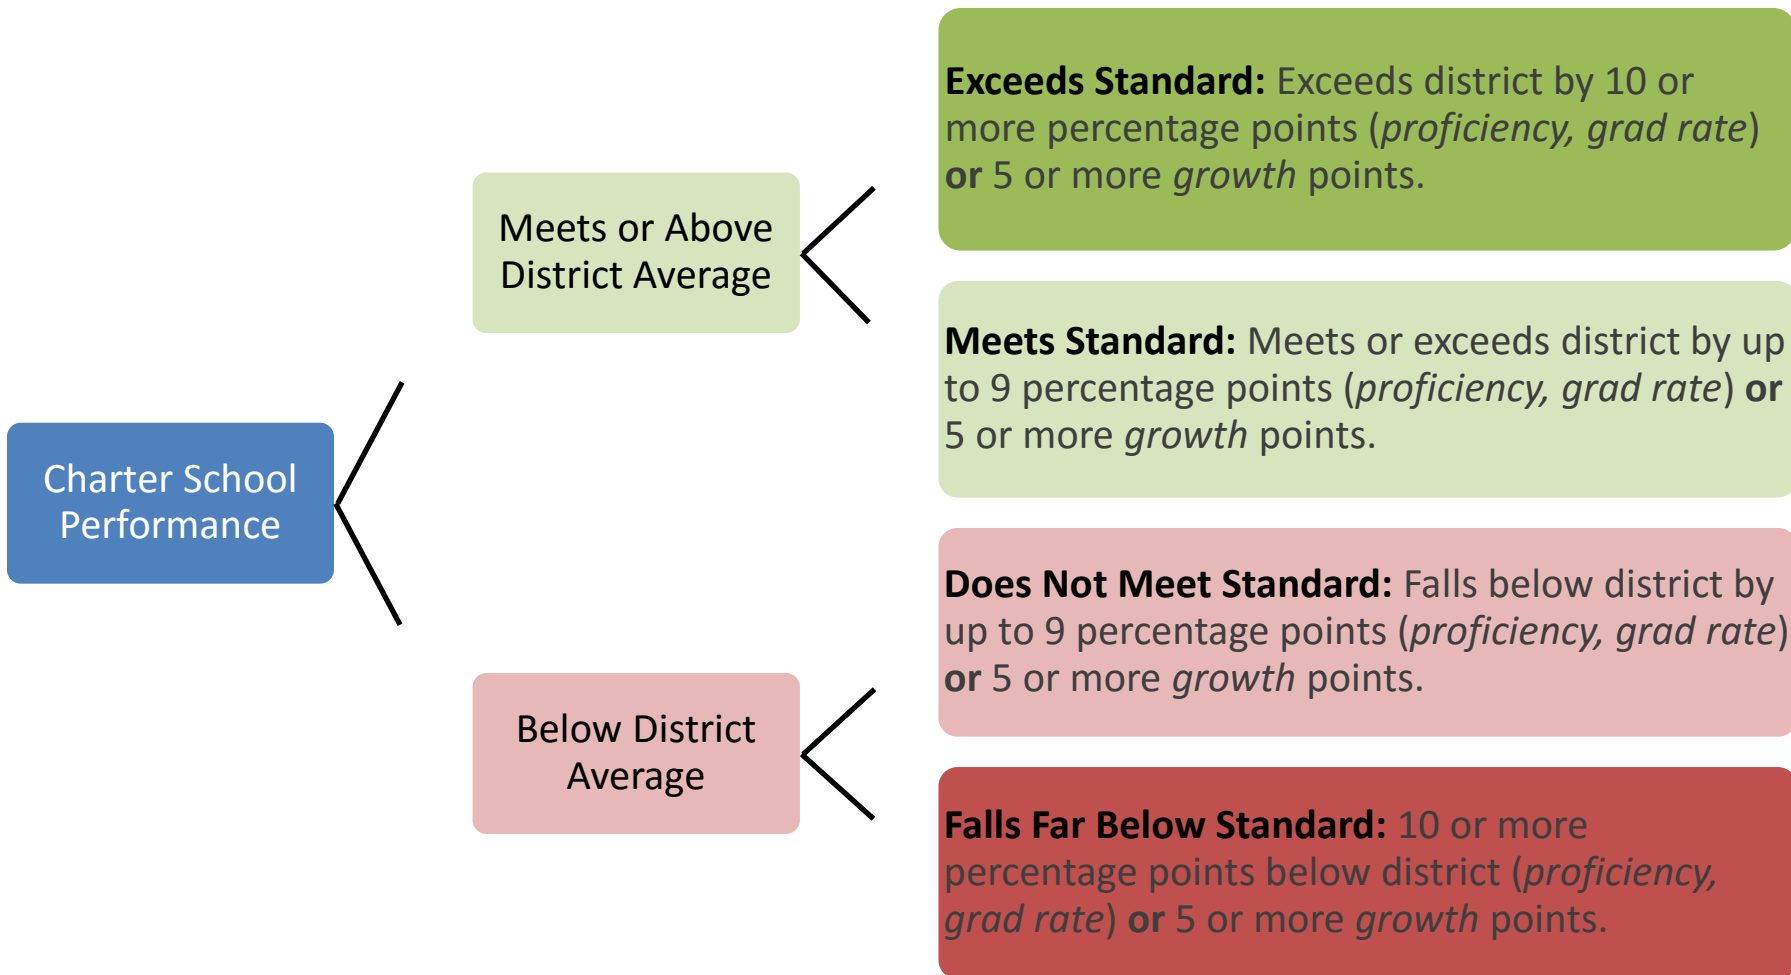 Charter School
Performance
Meets or Above
District Average
Below District
Average
Exceeds Standard: Exceeds district by 10 or
more percentage points (proficiency, grad rate)
or 5 or more growth points.
Meets Standard: Meets or exceeds district by up
to 9 percentage points (proficiency, grad rate) or
5 or more growth points.
Does Not Meet Standard: Falls below district by
up to 9 percentage points (proficiency, grad rate)
or 5 or more growth points.
Falls Far Below Standard: 10 or more
percentage points below district (proficiency,
grad rate) or 5 or more growth points.